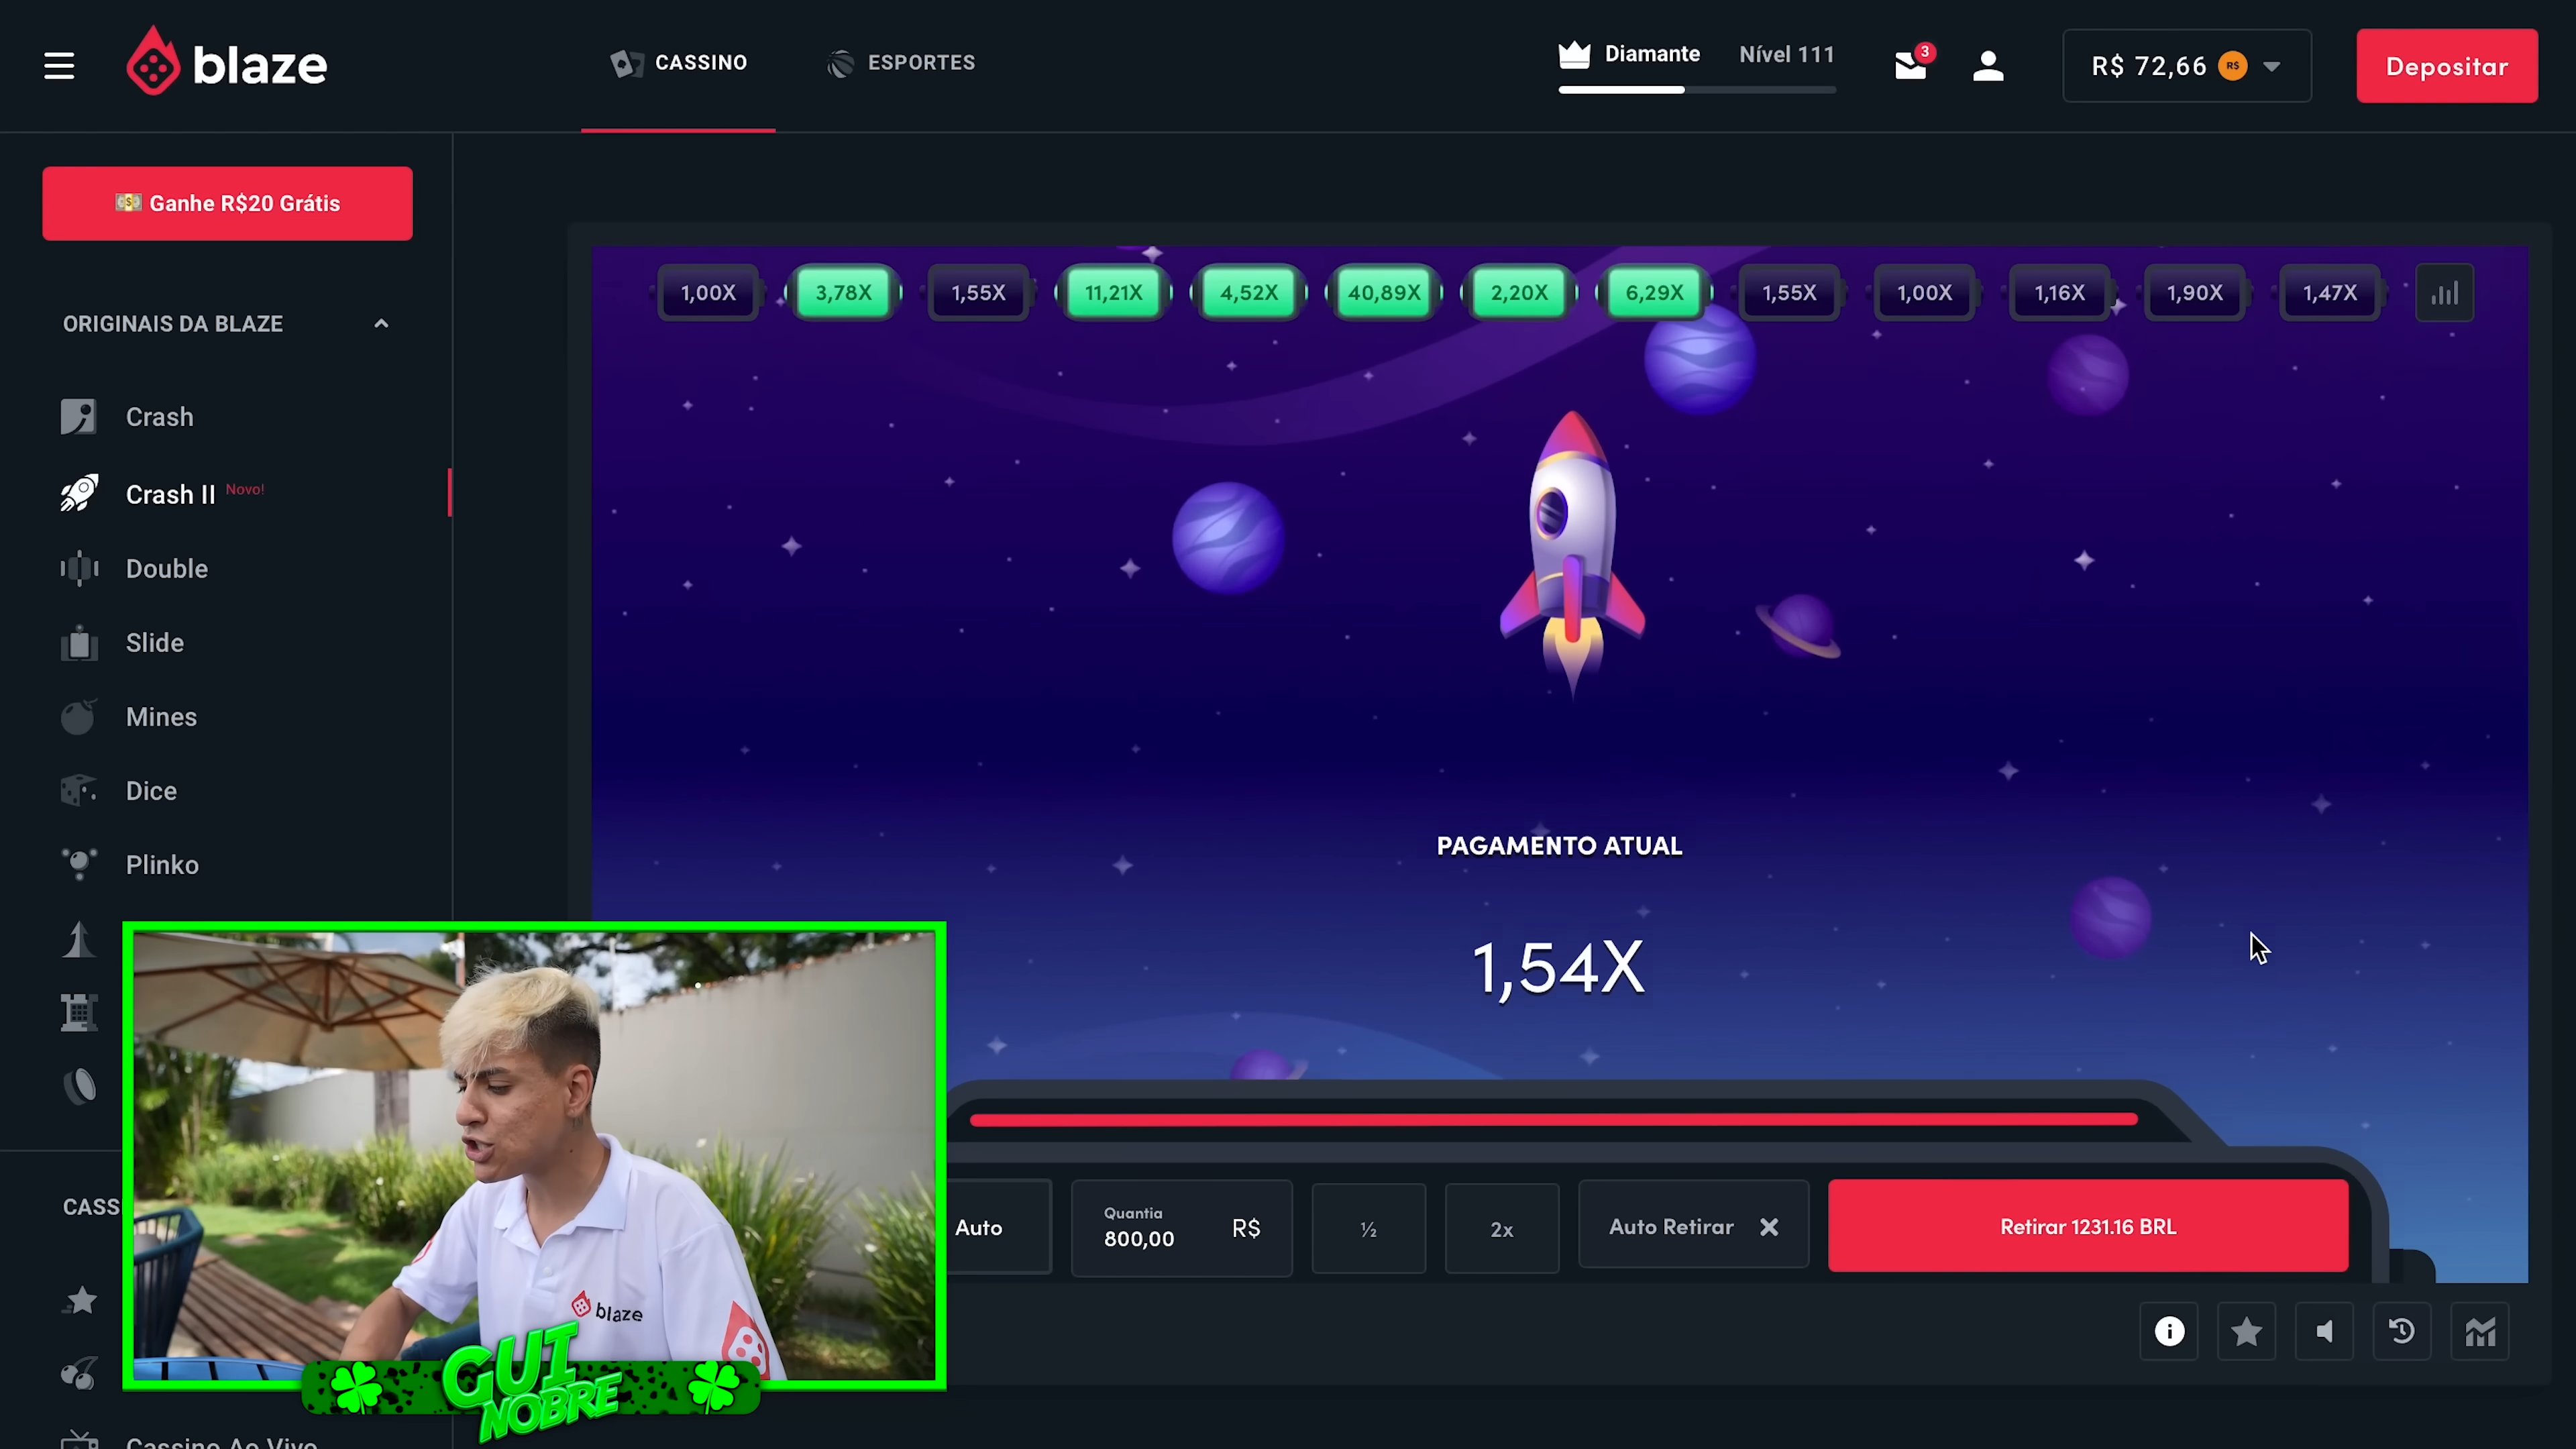 blaze
CASSINO
ESPORTES
Diamante
Nível 111
3
R$ 72,66
R$
Depositar
Ganhe R$20 Grátis
ORIGINAIS DA BLAZE
Crash
Crash II Novo!
Double
Slide
Mines
Dice
Plinko
CASS
Cassino Ao Vivo
1,00X
3,78X
1,55X
11,21X
4,52X
40,89X
2,20X
6,29X
1,55X
1,00X
1,16X
1,90X
1,47X
PAGAMENTO ATUAL
1,54X
Auto
Quantia
800,00
R$
½
2x
Auto Retirar
Retirar 1231.16 BRL
blaze
GUI
NOBRE